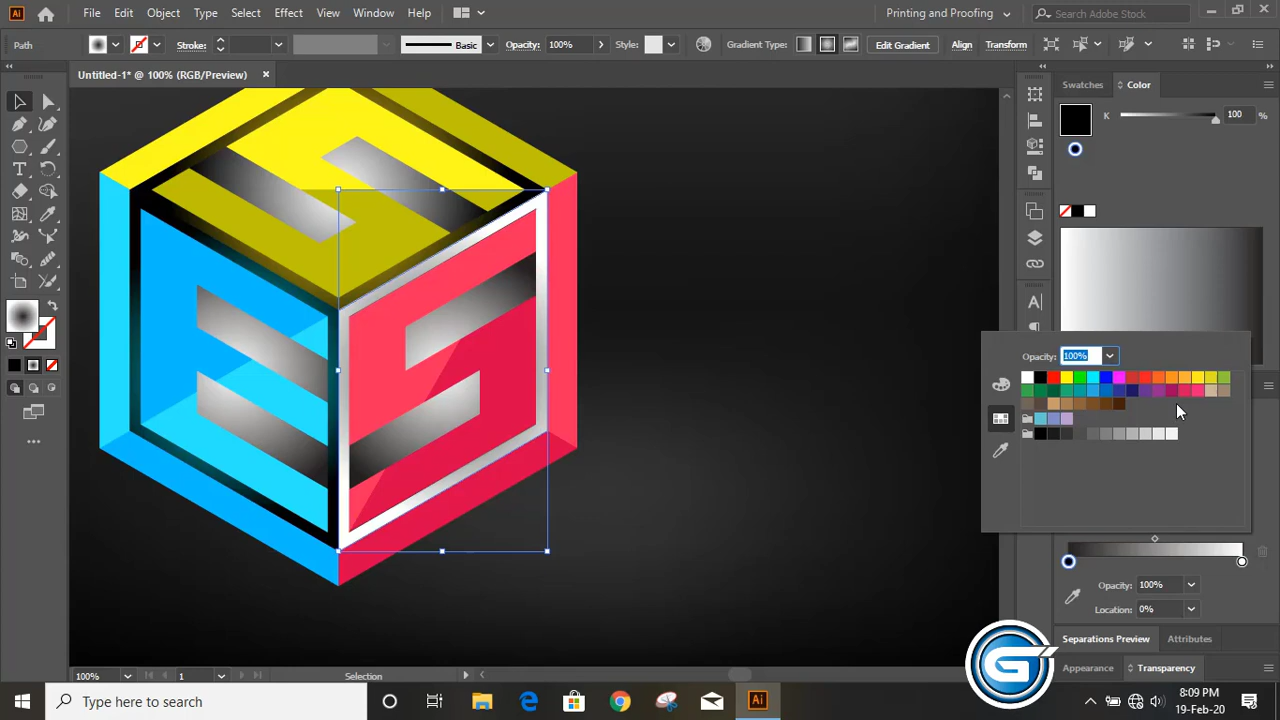 Ai File Edit Object Type Select Effect View Window Help Printing and Proofing Search Adobe Stock
Path Stroke: Basic Opacity: 100% Style: Gradient Type: Edit Gradient Align Transform
Untitled-1* @ 100% (RGB/Preview) ×
Swatches Color
K 100 %
Opacity: 100%
Opacity: 100%
Location: 0%
Separations Preview Attributes
Appearance Transparency
100% 1 Selection
G
Type here to search
Ai
8:09 PM
19-Feb-20